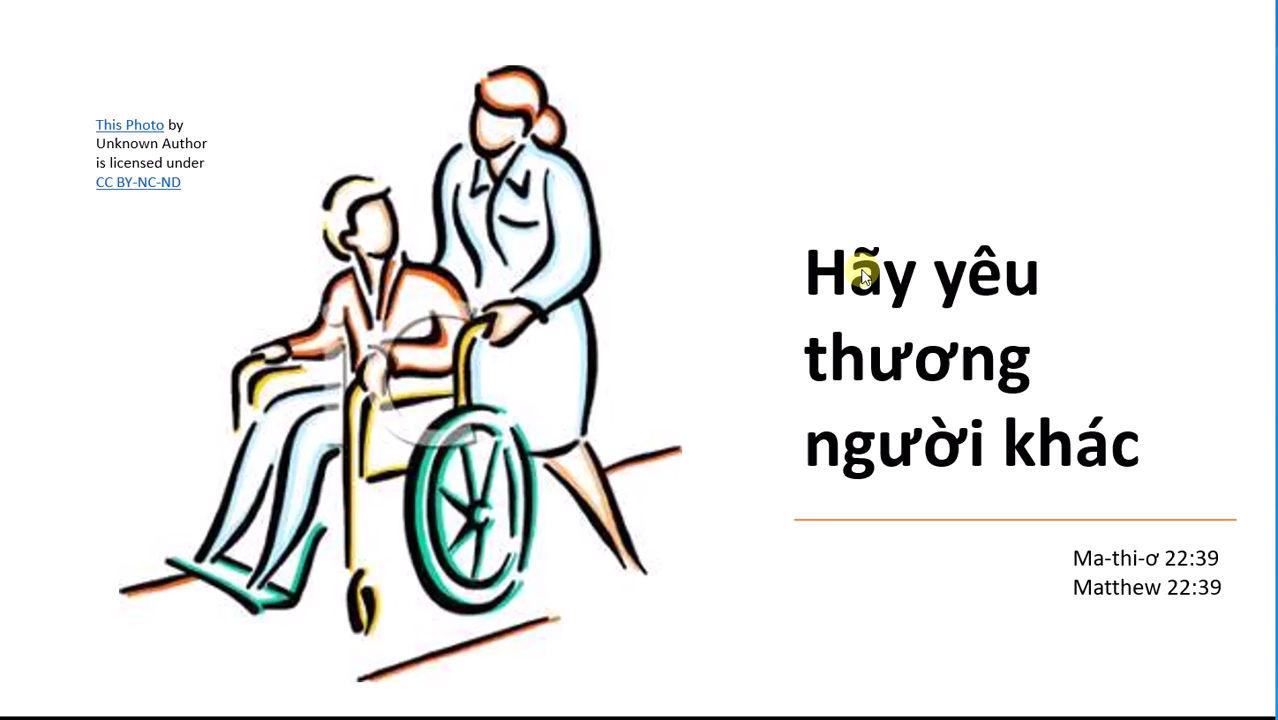 This Photo by
Unknown Author
is licensed under
CC BY-NC-ND
Hãy yêu
thương
người khác
Ma-thi-ơ 22:39
Matthew 22:39